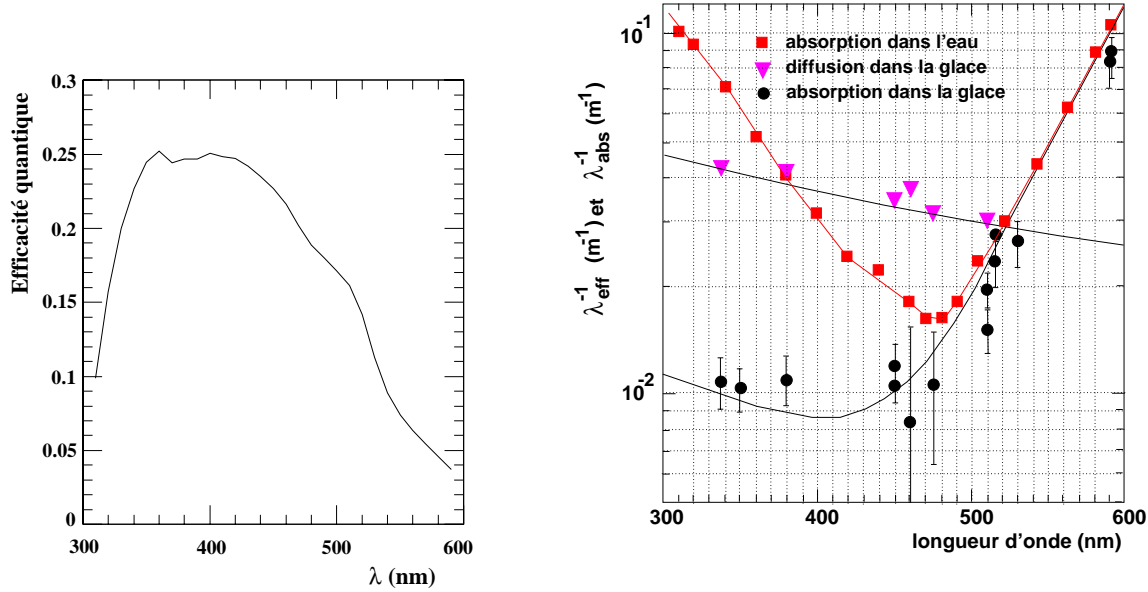 Efficacité quantique
0.3
0.25
0.2
0.15
0.1
0.05
0
300
400
500
600
λ (nm)
λ⁻¹eff (m⁻¹) et λ⁻¹abs (m⁻¹)
10⁻¹
10⁻²
absorption dans l'eau
diffusion dans la glace
absorption dans la glace
300
400
500
600
longueur d'onde (nm)